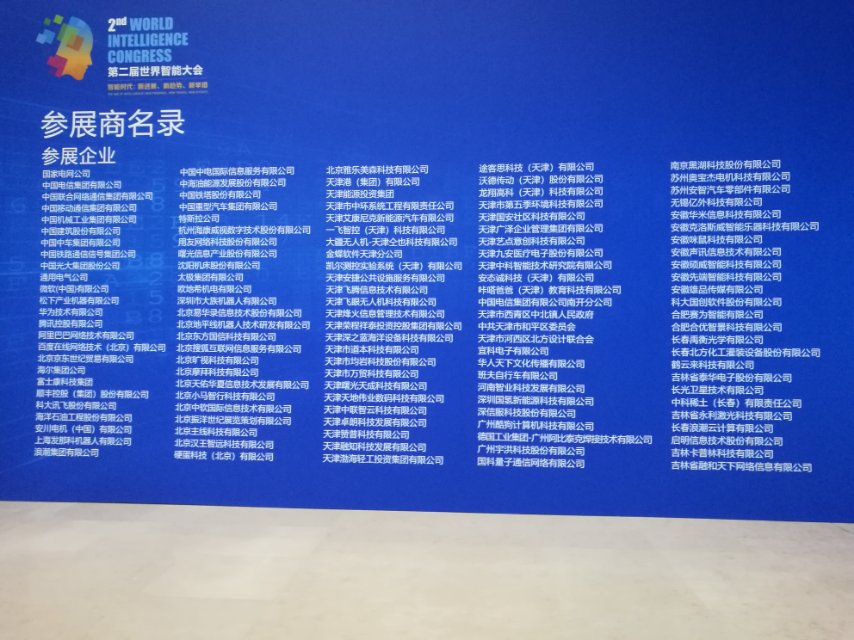 2nd WORLD
INTELLIGENCE
CONGRESS
第二届世界智能大会
智能时代：新进展、新趋势、新举措
参展商名录
参展企业
国家电网公司
中国电信集团有限公司
中国联合网络通信集团有限公司
中国移动通信集团有限公司
中国机械工业集团有限公司
中国建筑股份有限公司
中国中车集团有限公司
中国铁路通信信号集团公司
中国光大集团股份公司
通用电气公司
微软(中国)有限公司
松下产业机器有限公司
华为技术有限公司
腾讯控股有限公司
阿里巴巴网络技术有限公司
百度在线网络技术（北京）有限公司
北京京东世纪贸易有限公司
海尔集团公司
富士康科技集团
顺丰控股（集团）股份有限公司
科大讯飞股份有限公司
海洋石油工程股份有限公司
安川电机（中国）有限公司
上海发那科机器人有限公司
浪潮集团有限公司
中国中电国际信息服务有限公司
中海油能源发展股份有限公司
中国铁塔股份有限公司
中国重型汽车集团有限公司
特斯拉公司
杭州海康威视数字技术股份有限公司
用友网络科技股份有限公司
曙光信息产业股份有限公司
沈阳机床股份有限公司
太极集团有限公司
欧地希机电有限公司
深圳市大族机器人有限公司
北京易华录信息技术股份有限公司
北京地平线机器人技术研发有限公司
北京东方国信科技有限公司
北京搜狐互联网信息服务有限公司
北京旷视科技有限公司
北京摩拜科技有限公司
北京天佑华夏信息技术发展有限公司
北京小马智行科技有限公司
北京中软国际信息技术有限公司
北京振洋世纪展览策划有限公司
北京主线科技有限公司
北京汉王智远科技有限公司
硬蛋科技（北京）有限公司
北京雅乐美森科技有限公司
天津港（集团）有限公司
天津能源投资集团
天津市中环系统工程有限责任公司
天津艾康尼克新能源汽车有限公司
一飞智控（天津）科技有限公司
大疆无人机-天津全也科技有限公司
金蝶软件天津分公司
凯尔测控实验系统（天津）有限公司
天津安捷公共设施服务有限公司
天津飞腾信息技术有限公司
天津飞眼无人机科技有限公司
天津烽火信息管理技术有限公司
天津荣程祥泰投资控股集团有限公司
天津深之蓝海洋设备科技有限公司
天津市道本科技有限公司
天津市均岩科技股份有限公司
天津市万贸科技有限公司
天津曙光天成科技有限公司
天津天地伟业数码科技有限公司
天津中联智云科技有限公司
天津卓朗科技发展有限公司
天津赞普科技有限公司
天津融知科技发展有限公司
天津渤海轻工投资集团有限公司
途客思科技（天津）有限公司
沃德传动（天津）股份有限公司
龙翔高科（天津）科技有限公司
天津市第五季环境科技有限公司
天津国安社区科技有限公司
天津广泽企业管理集团有限公司
天津艺点意创科技有限公司
天津九安医疗电子股份有限公司
天津中科智能技术研究院有限公司
安态诚科技（天津）有限公司
咔嗒爸爸（天津）教育科技有限公司
中国电信集团有限公司南开分公司
天津市西青区中北镇人民政府
中共天津市和平区委员会
天津市河西区北方设计联合会
宜科电子有限公司
华人天下文化传播有限公司
班夫自行车有限公司
河南智业科技发展有限公司
深圳国氢新能源科技有限公司
深信服科技股份有限公司
广州酷狗计算机科技有限公司
德国工业集团-广州阿比泰克焊接技术有限公司
广州宇洪科技股份有限公司
国科量子通信网络有限公司
南京黑湖科技股份有限公司
苏州奥宝杰电机科技有限公司
苏州安智汽车零部件有限公司
无锡亿外科技有限公司
安徽华米信息科技有限公司
安徽克洛斯威智能乐器科技有限公司
安徽咪鼠科技有限公司
安徽声讯信息技术有限公司
安徽硕威智能科技有限公司
安徽先端智能科技有限公司
安徽雄品传媒有限公司
科大国创软件股份有限公司
合肥赛为智能有限公司
合肥合优智景科技有限公司
长春禹衡光学有限公司
长春北方化工灌装设备股份有限公司
鹤云来科技有限公司
吉林省泰华电子股份有限公司
长光卫星技术有限公司
中科稀土（长春）有限责任公司
吉林省永利激光科技有限公司
长春浪潮云计算有限公司
启明信息技术股份有限公司
吉林卡普林科技有限公司
吉林省融和天下网络信息有限公司